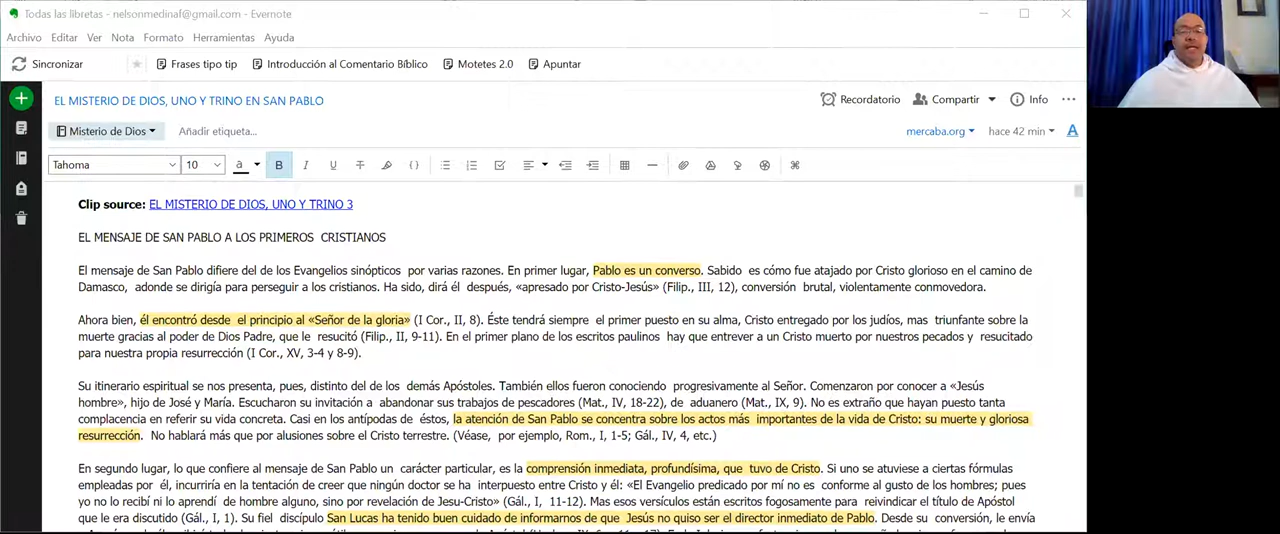 Todas las libretas - nelsonmedinaf@gmail.com - Evernote
Archivo Editar Ver Nota Formato Herramientas Ayuda
Sincronizar Frases tipo tip Introducción al Comentario Bíblico Motetes 2.0 Apuntar
EL MISTERIO DE DIOS, UNO Y TRINO EN SAN PABLO Recordatorio Compartir Info
Misterio de Dios Añadir etiqueta... mercaba.org hace 42 min A
Tahoma 10 a B I U T
Clip source: EL MISTERIO DE DIOS, UNO Y TRINO 3
EL MENSAJE DE SAN PABLO A LOS PRIMEROS CRISTIANOS
El mensaje de San Pablo difiere del de los Evangelios sinópticos por varias razones. En primer lugar, Pablo es un converso. Sabido es cómo fue atajado por Cristo glorioso en el camino de
Damasco, adonde se dirigía para perseguir a los cristianos. Ha sido, dirá él después, «apresado por Cristo-Jesús» (Filip., III, 12), conversión brutal, violentamente conmovedora.
Ahora bien, él encontró desde el principio al «Señor de la gloria» (I Cor., II, 8). Éste tendrá siempre el primer puesto en su alma, Cristo entregado por los judíos, mas triunfante sobre la
muerte gracias al poder de Dios Padre, que le resucitó (Filip., II, 9-11). En el primer plano de los escritos paulinos hay que entrever a un Cristo muerto por nuestros pecados y resucitado
para nuestra propia resurrección (I Cor., XV, 3-4 y 8-9).
Su itinerario espiritual se nos presenta, pues, distinto del de los demás Apóstoles. También ellos fueron conociendo progresivamente al Señor. Comenzaron por conocer a «Jesús
hombre», hijo de José y María. Escucharon su invitación a abandonar sus trabajos de pescadores (Mat., IV, 18-22), de aduanero (Mat., IX, 9). No es extraño que hayan puesto tanta
complacencia en referir su vida concreta. Casi en los antípodas de éstos, la atención de San Pablo se concentra sobre los actos más importantes de la vida de Cristo: su muerte y gloriosa
resurrección. No hablará más que por alusiones sobre el Cristo terrestre. (Véase, por ejemplo, Rom., I, 1-5; Gál., IV, 4, etc.)
En segundo lugar, lo que confiere al mensaje de San Pablo un carácter particular, es la comprensión inmediata, profundísima, que tuvo de Cristo. Si uno se atuviese a ciertas fórmulas
empleadas por él, incurriría en la tentación de creer que ningún doctor se ha interpuesto entre Cristo y él: «El Evangelio predicado por mí no es conforme al gusto de los hombres; pues
yo no lo recibí ni lo aprendí de hombre alguno, sino por revelación de Jesu-Cristo» (Gál., I, 11-12). Mas esos versículos están escritos fogosamente para reivindicar el título de Apóstol
que le era discutido (Gál., I, 1). Su fiel discípulo San Lucas ha tenido buen cuidado de informarnos de que Jesús no quiso ser el director inmediato de Pablo. Desde su conversión, le envía